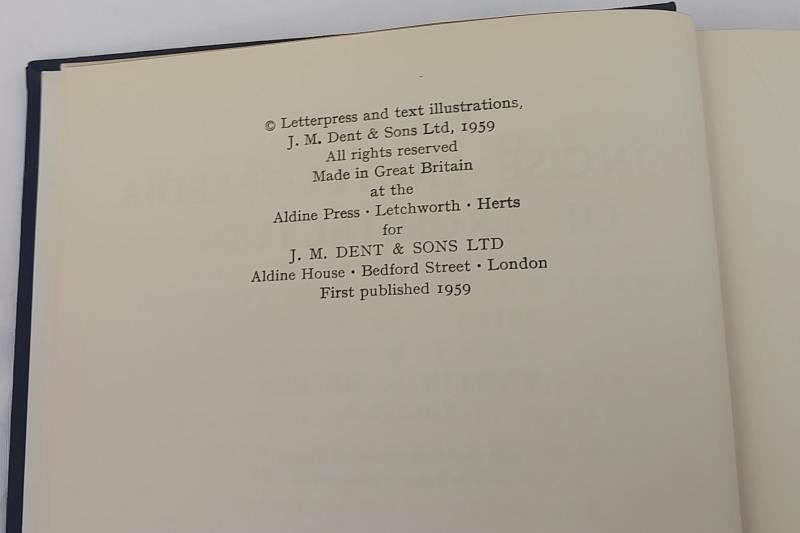 © Letterpress and text illustrations,
J. M. Dent & Sons Ltd, 1959
All rights reserved
Made in Great Britain
at the
Aldine Press · Letchworth · Herts
for
J. M. DENT & SONS LTD
Aldine House · Bedford Street · London
First published 1959